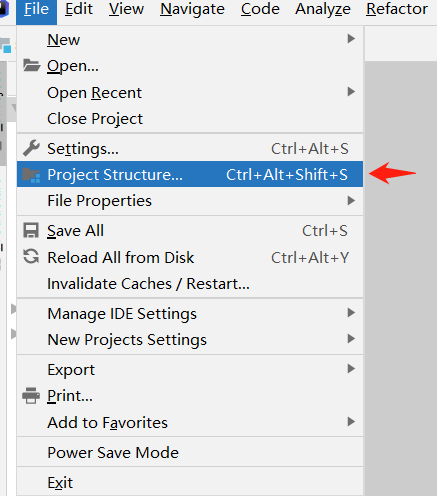 File Edit View Navigate Code Analyze Refactor
New
Open...
Open Recent
Close Project
Settings... Ctrl+Alt+S
Project Structure... Ctrl+Alt+Shift+S
File Properties
Save All Ctrl+S
Reload All from Disk Ctrl+Alt+Y
Invalidate Caches / Restart...
Manage IDE Settings
New Projects Settings
Export
Print...
Add to Favorites
Power Save Mode
Exit